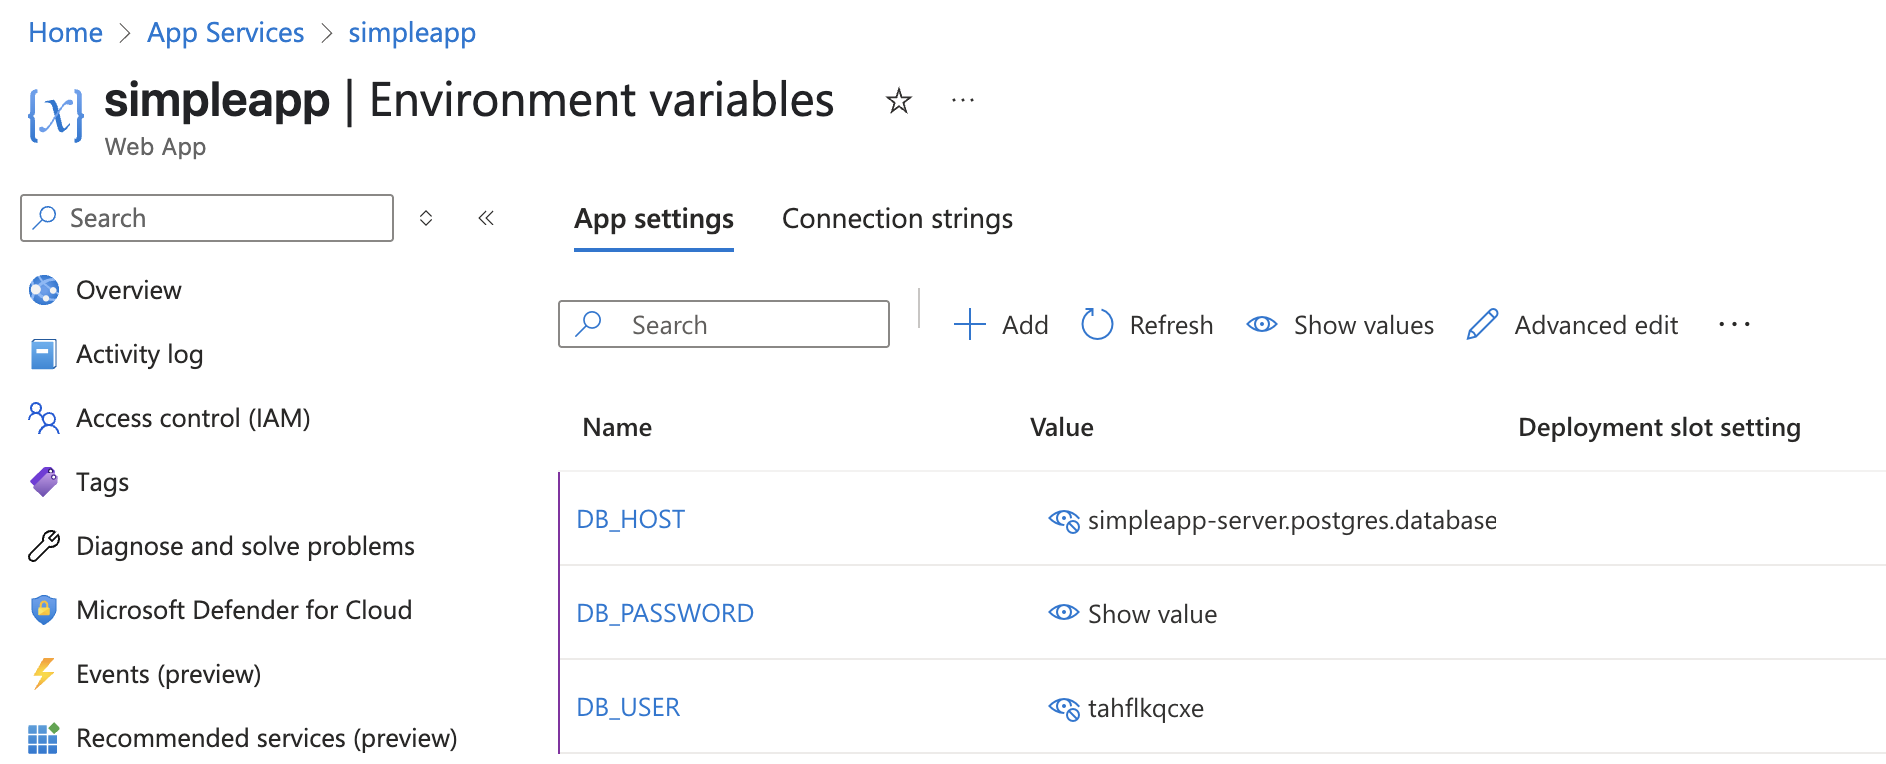 Home > App Services > simpleapp
simpleapp | Environment variables
Web App
Search
Overview
Activity log
Access control (IAM)
Tags
Diagnose and solve problems
Microsoft Defender for Cloud
Events (preview)
Recommended services (preview)
App settings Connection strings
Search Add Refresh Show values Advanced edit
Name Value Deployment slot setting
DB_HOST simpleapp-server.postgres.database
DB_PASSWORD Show value
DB_USER tahflkqcxe